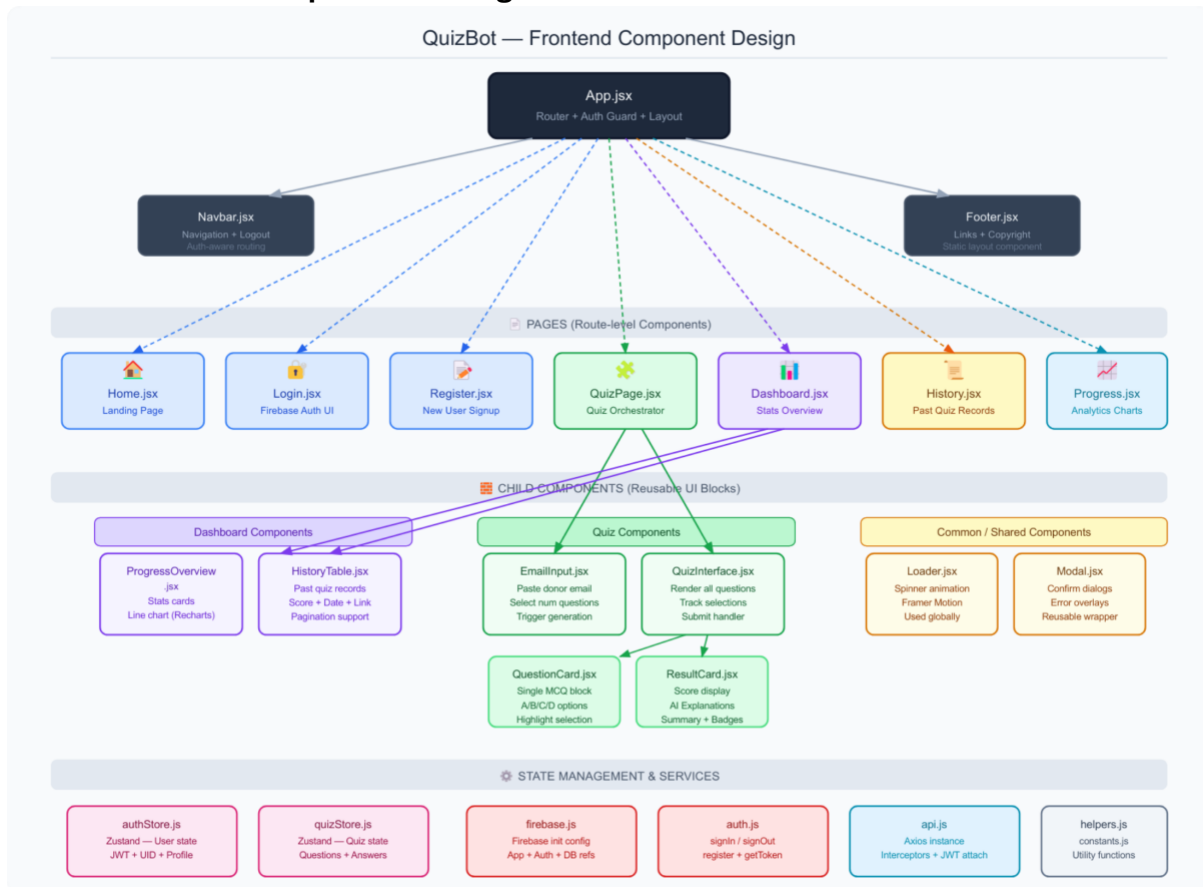 QuizBot — Frontend Component Design
App.jsx
Router + Auth Guard + Layout
Navbar.jsx
Navigation + Logout
Auth-aware routing
Footer.jsx
Links + Copyright
Static layout component
PAGES (Route-level Components)
Home.jsx
Landing Page
Login.jsx
Firebase Auth UI
Register.jsx
New User Signup
QuizPage.jsx
Quiz Orchestrator
Dashboard.jsx
Stats Overview
History.jsx
Past Quiz Records
Progress.jsx
Analytics Charts
CHILD COMPONENTS (Reusable UI Blocks)
Dashboard Components
ProgressOverview
.jsx
Stats cards
Line chart (Recharts)
HistoryTable.jsx
Past quiz records
Score + Date + Link
Pagination support
Quiz Components
EmailInput.jsx
Paste donor email
Select num questions
Trigger generation
QuizInterface.jsx
Render all questions
Track selections
Submit handler
QuestionCard.jsx
Single MCQ block
A/B/C/D options
Highlight selection
ResultCard.jsx
Score display
AI Explanations
Summary + Badges
Common / Shared Components
Loader.jsx
Spinner animation
Framer Motion
Used globally
Modal.jsx
Confirm dialogs
Error overlays
Reusable wrapper
STATE MANAGEMENT & SERVICES
authStore.js
Zustand — User state
JWT + UID + Profile
quizStore.js
Zustand — Quiz state
Questions + Answers
firebase.js
Firebase init config
App + Auth + DB refs
auth.js
signIn / signOut
register + getToken
api.js
Axios instance
Interceptors + JWT attach
helpers.js
constants.js
Utility functions